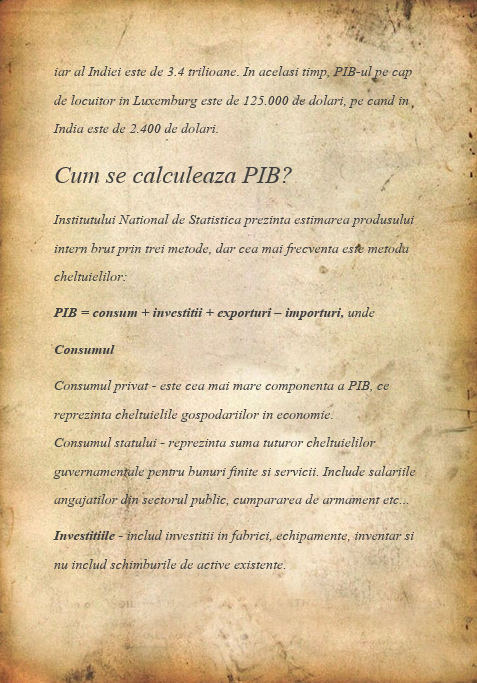 iar al Indiei este de 3.4 trilioane. In acelasi timp, PIB-ul pe cap
de locuitor in Luxemburg este de 125.000 de dolari, pe cand in
India este de 2.400 de dolari.
Cum se calculeaza PIB?
Institutului National de Statistica prezinta estimarea produsului
intern brut prin trei metode, dar cea mai frecventa este metoda
cheltuielilor:
PIB = consum + investitii + exporturi – importuri, unde
Consumul
Consumul privat - este cea mai mare componenta a PIB, ce
reprezinta cheltuielile gospodariilor in economie.
Consumul statului - reprezinta suma tuturor cheltuielilor
guvernamentale pentru bunuri finite si servicii. Include salariile
angajatilor din sectorul public, cumpararea de armament etc...
Investitiile - includ investitii in fabrici, echipamente, inventar si
nu includ schimburile de active existente.